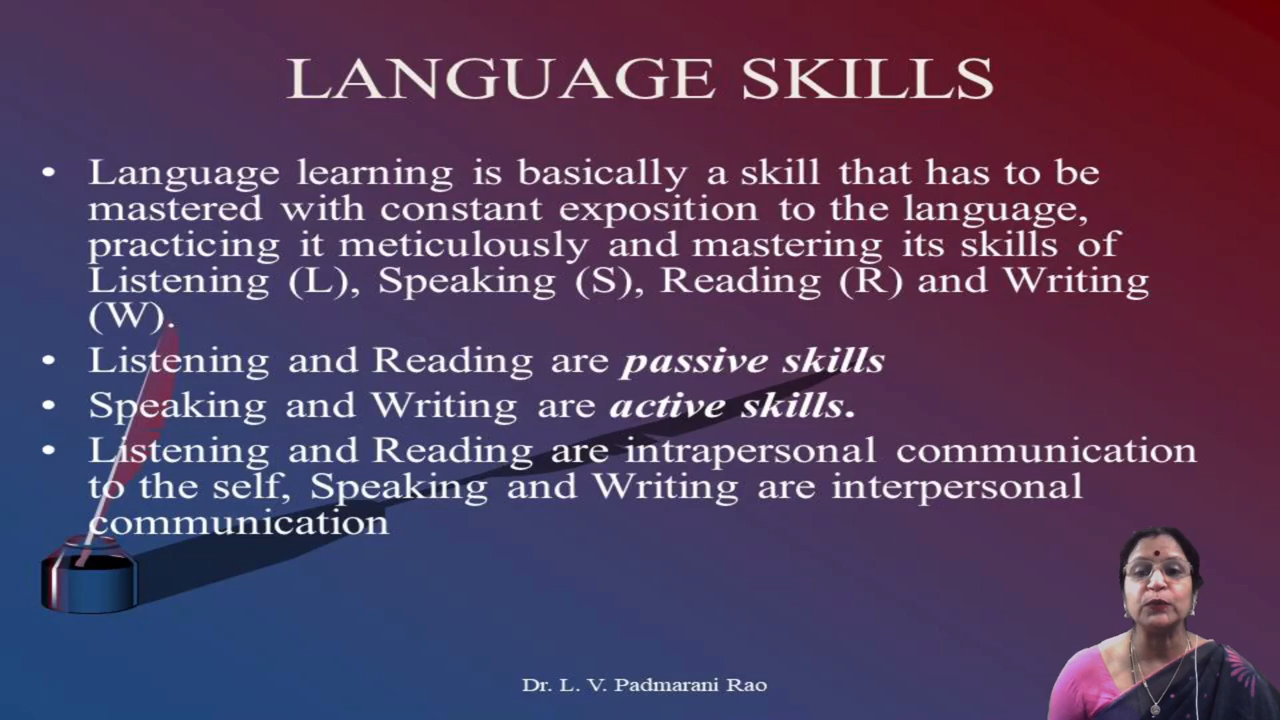 LANGUAGE SKILLS
• Language learning is basically a skill that has to be
mastered with constant exposition to the language,
practicing it meticulously and mastering its skills of
Listening (L), Speaking (S), Reading (R) and Writing
(W).
• Listening and Reading are passive skills
• Speaking and Writing are active skills.
• Listening and Reading are intrapersonal communication
to the self, Speaking and Writing are interpersonal
communication
Dr. L. V. Padmarani Rao